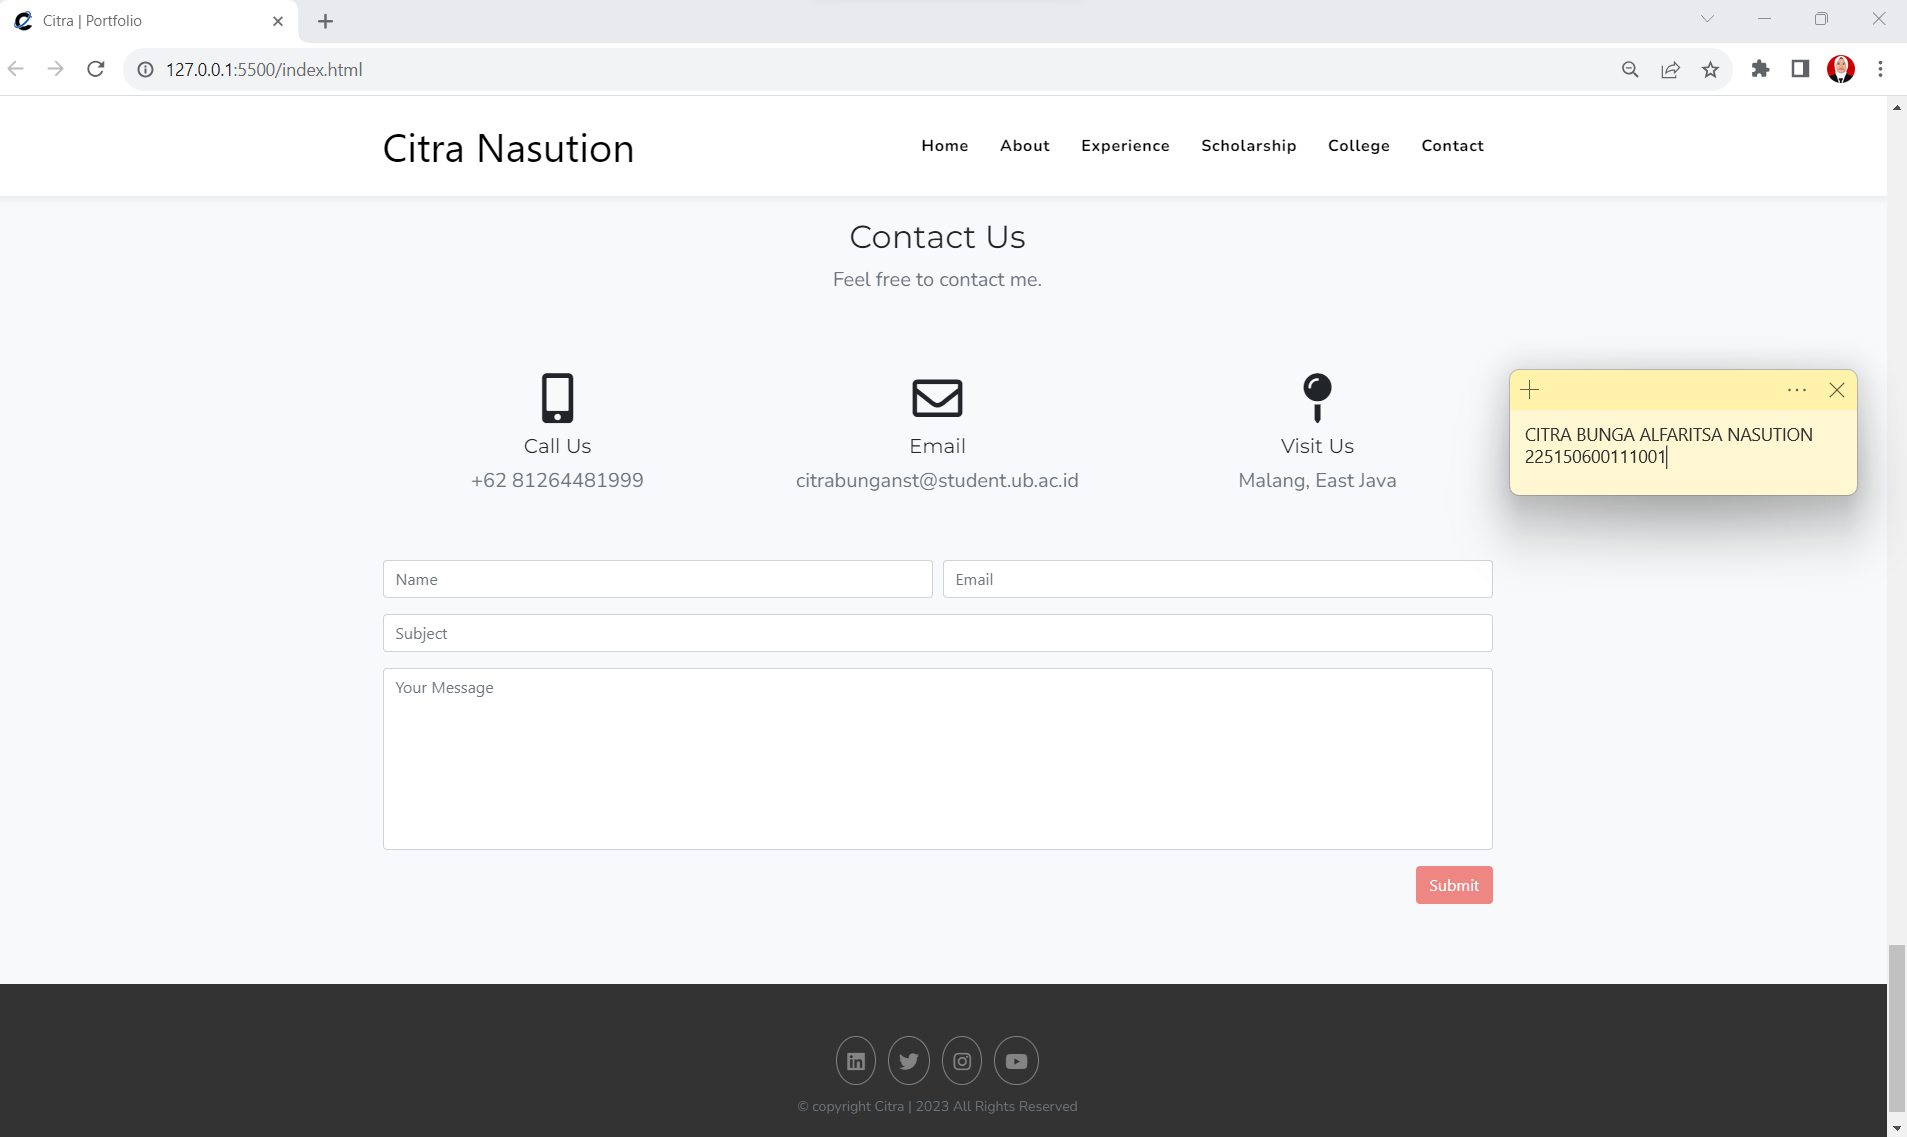 Citra | Portfolio
127.0.0.1:5500/index.html
Citra Nasution
Home About Experience Scholarship College Contact
Contact Us
Feel free to contact me.
Call Us
+62 81264481999
Email
citrabunganst@student.ub.ac.id
Visit Us
Malang, East Java
CITRA BUNGA ALFARITSA NASUTION
225150600111001
Name
Email
Subject
Your Message
Submit
© copyright Citra | 2023 All Rights Reserved